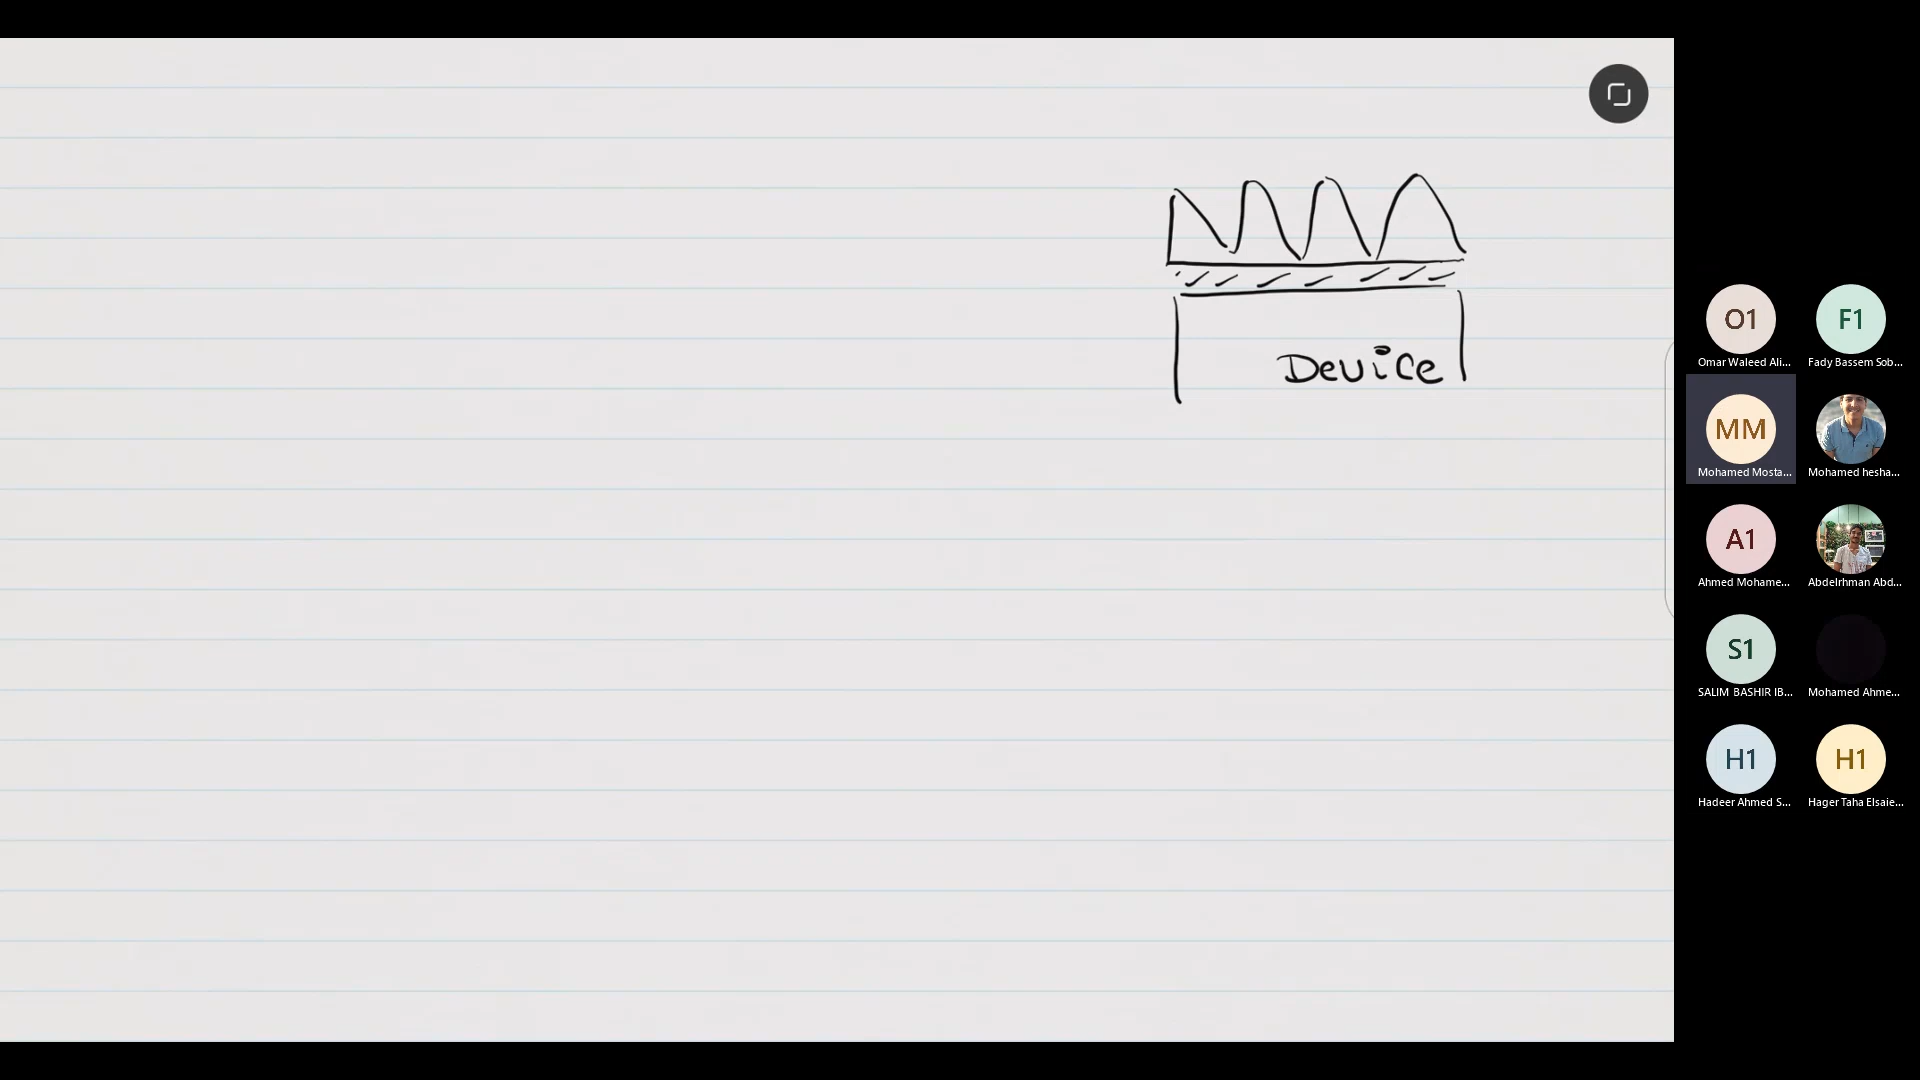 Device
O1
F1
Omar Waleed Ali...
Fady Bassem Sob...
MM
Mohamed Mosta...
Mohamed hesha...
A1
Ahmed Mohame...
Abdelrhman Abd...
S1
SALIM BASHIR IB...
Mohamed Ahme...
H1
H1
Hadeer Ahmed S...
Hager Taha Elsaie...